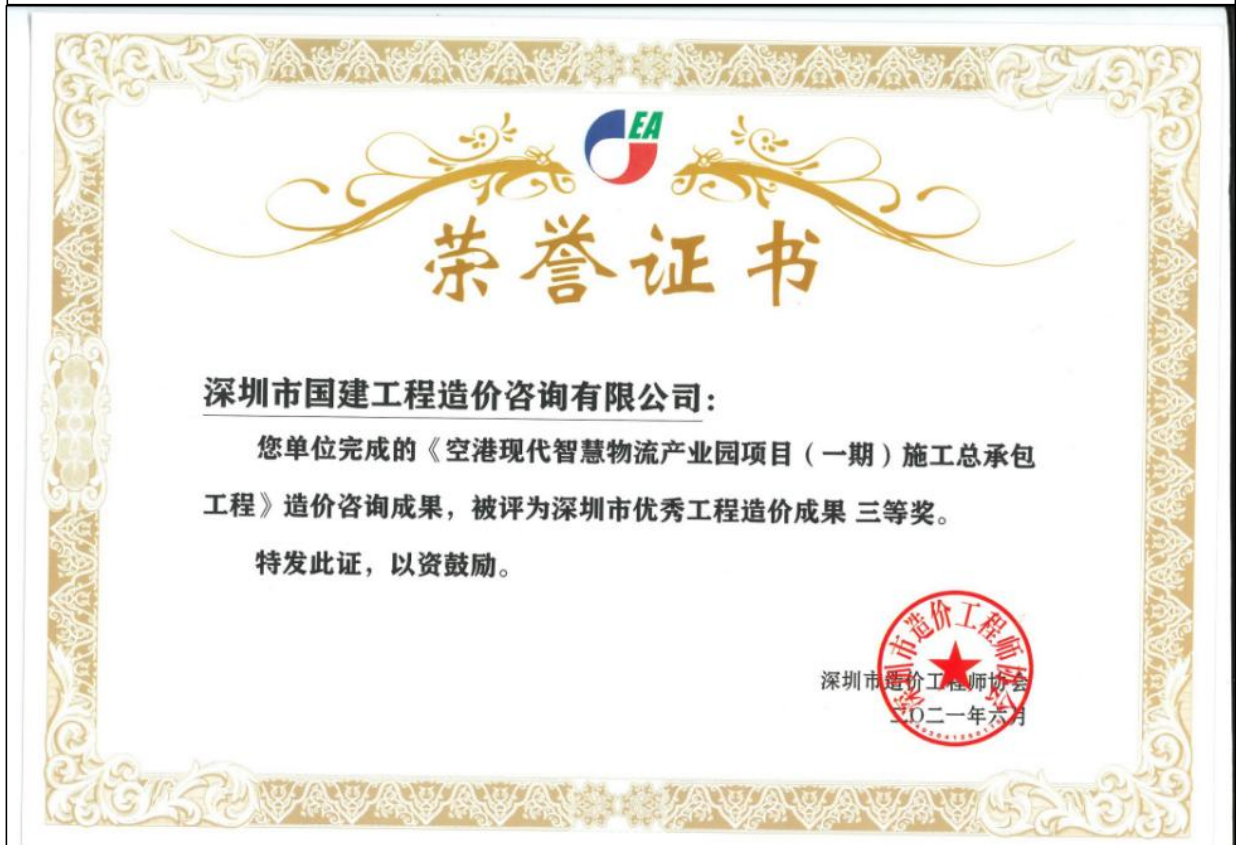 EA
荣誉证书
深圳市国建工程造价咨询有限公司:
您单位完成的《空港现代智慧物流产业园项目(一期)施工总承包
工程》造价咨询成果,被评为深圳市优秀工程造价成果 三等奖。
特发此证,以资鼓励。
深圳市造价工程师协会
深圳市造价工程师协会
二〇二一年六月